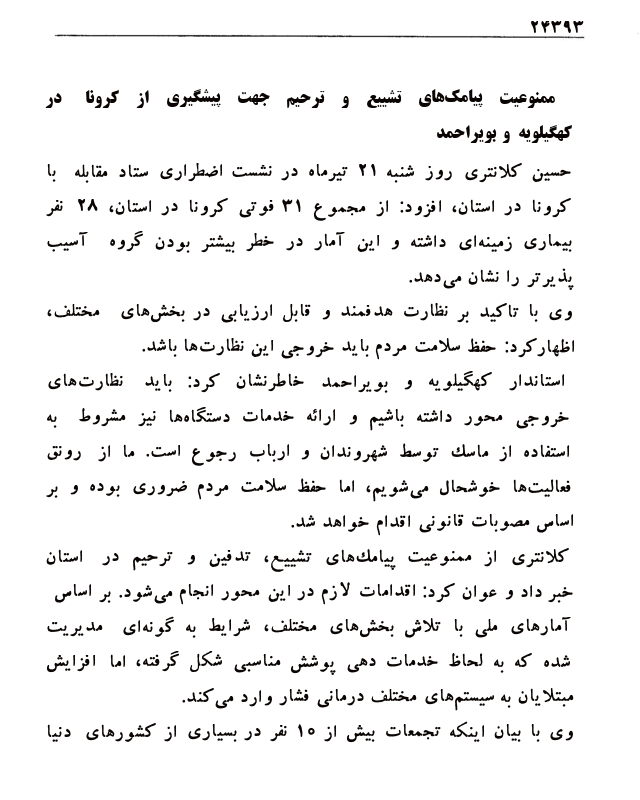 ۲۴۳۹۳
ممنوعیت پیامک‌های تشییع و ترحیم جهت پیشگیری از کرونا در
کهگیلویه و بویراحمد
حسین کلانتری روز شنبه ۲۱ تیرماه در نشست اضطراری ستاد مقابله با
کرونا در استان، افزود: از مجموع ۳۱ فوتی کرونا در استان، ۲۸ نفر
بیماری زمینه‌ای داشته و این آمار در خطر بیشتر بودن گروه آسیب
پذیرتر را نشان می‌دهد.
وی با تاکید بر نظارت هدفمند و قابل ارزیابی در بخش‌های مختلف،
اظهارکرد: حفظ سلامت مردم باید خروجی این نظارت‌ها باشد.
استاندار کهگیلویه و بویراحمد خاطرنشان کرد: باید نظارت‌های
خروجی محور داشته باشیم و ارائه خدمات دستگاه‌ها نیز مشروط به
استفاده از ماسك توسط شهروندان و ارباب رجوع است. ما از رونق
فعالیت‌ها خوشحال می‌شویم، اما حفظ سلامت مردم ضروری بوده و بر
اساس مصوبات قانونی اقدام خواهد شد.
کلانتری از ممنوعیت پیامك‌های تشییع، تدفین و ترحیم در استان
خبر داد و عنوان کرد: اقدامات لازم در این محور انجام می‌شود. بر اساس
آمارهای ملی با تلاش بخش‌های مختلف، شرایط به گونه‌ای مدیریت
شده که به لحاظ خدمات دهی پوشش مناسبی شکل گرفته، اما افزایش
مبتلایان به سیستم‌های مختلف درمانی فشار وارد می‌کند.
وی با بیان اینکه تجمعات بیش از ۱۰ نفر در بسیاری از کشورهای دنیا